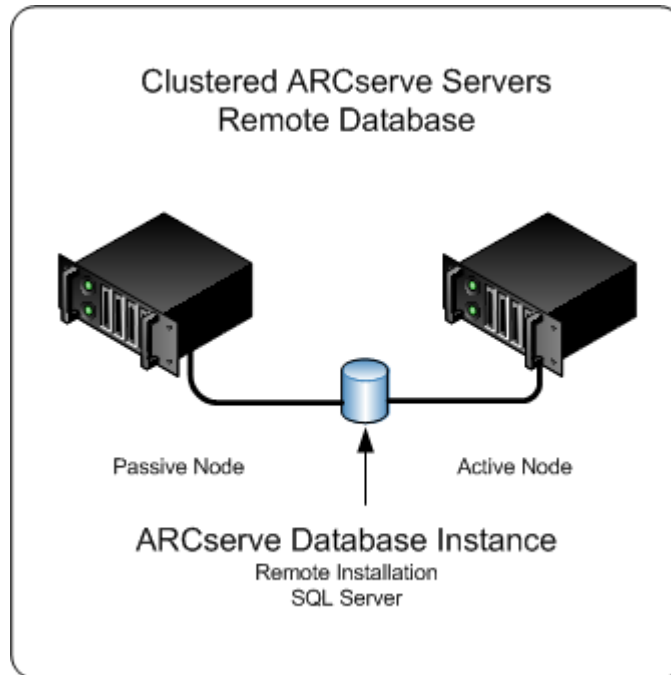 Clustered ARCserve Servers
Remote Database
Passive Node
Active Node
ARCserve Database Instance
Remote Installation
SQL Server